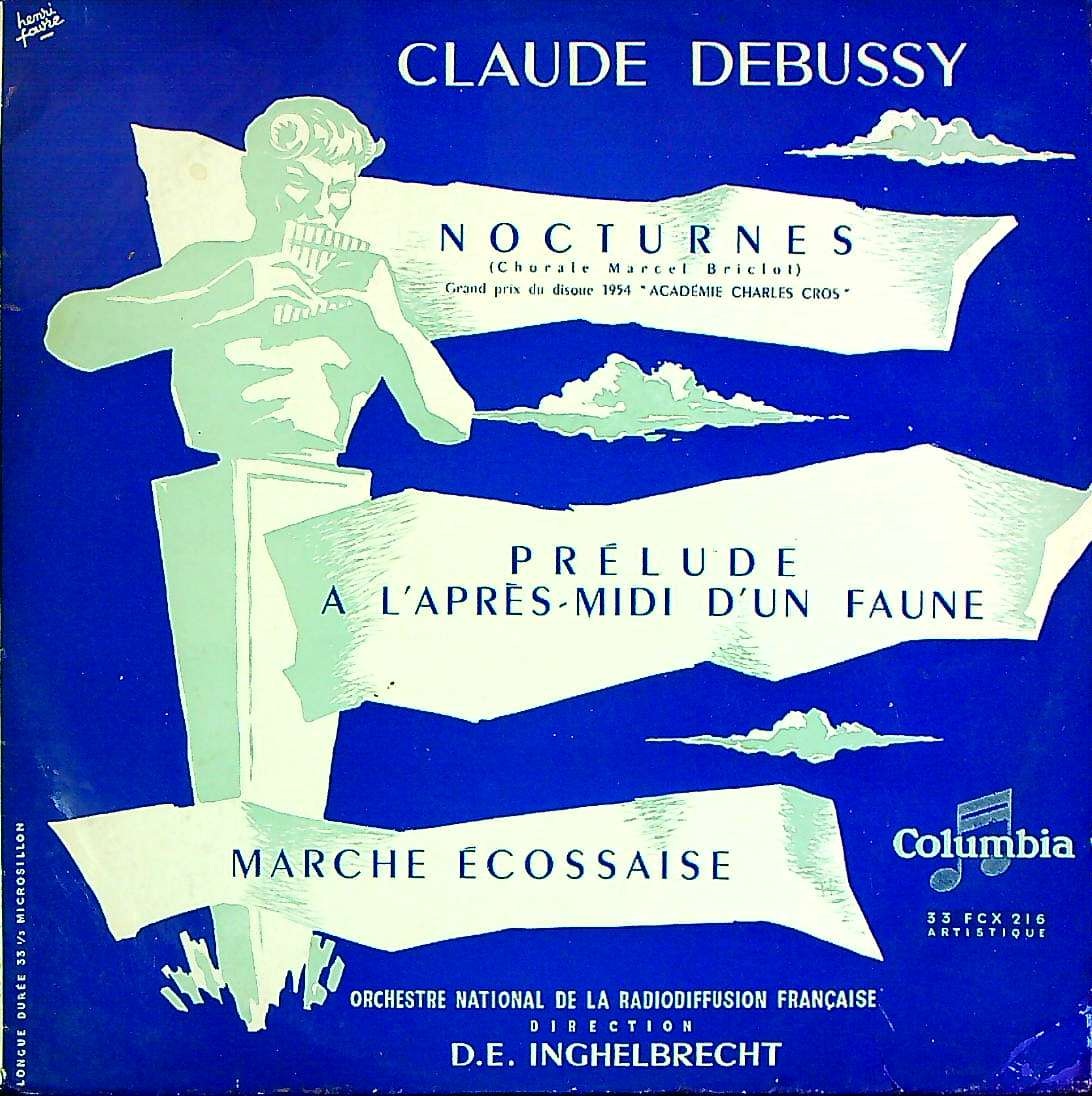 henri
favre
CLAUDE DEBUSSY
NOCTURNES
(Chorale Marcel Briclot)
Grand prix du disque 1954 "ACADÉMIE CHARLES CROS"
PRÉLUDE
A L'APRÈS-MIDI D'UN FAUNE
MARCHE ÉCOSSAISE
Columbia
33 FCX 216
ARTISTIQUE
ORCHESTRE NATIONAL DE LA RADIODIFFUSION FRANÇAISE
DIRECTION
D.E. INGHELBRECHT
LONGUE DURÉE 33 1/3 MICROSILLON